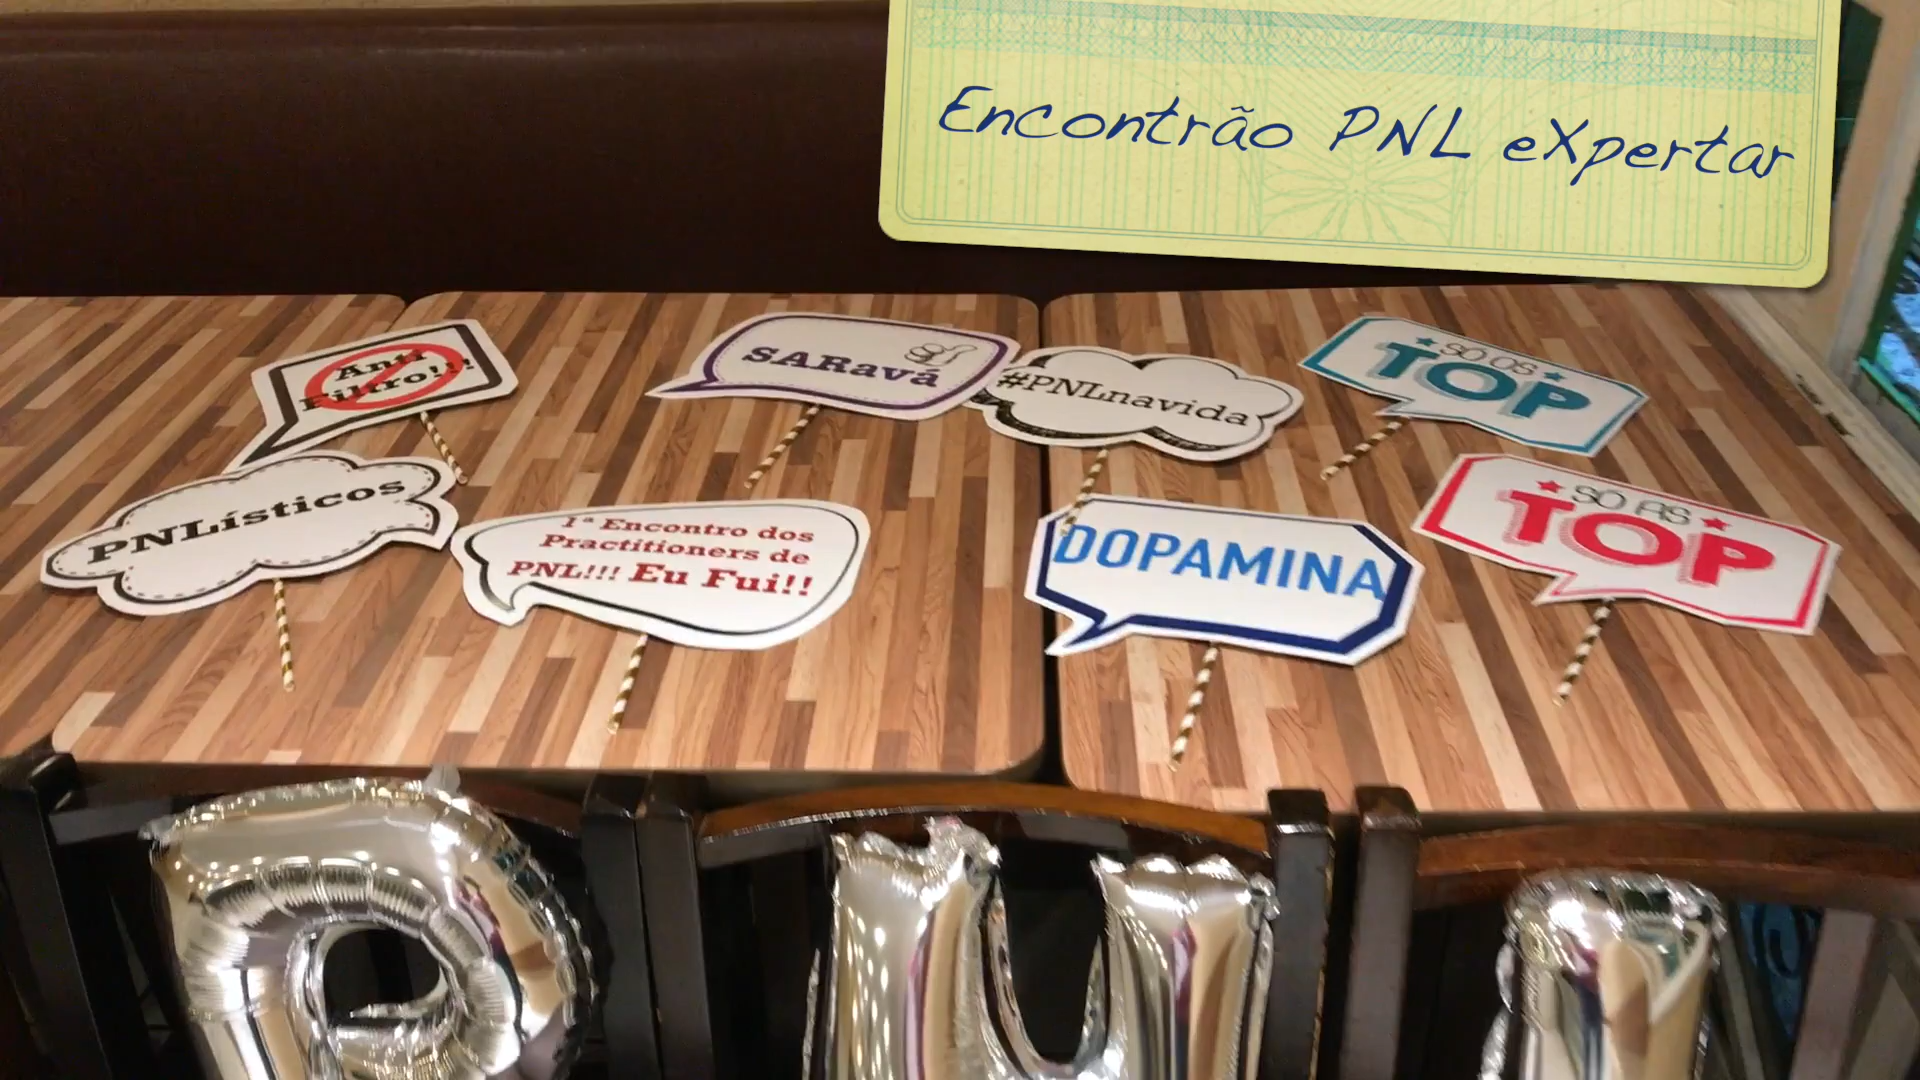 Encontrão PNL eXpertar
Anti
Filtro!!!
SARavá
#PNLnavida
SÓ OS
TOP
PNLísticos
1ª Encontro dos
Practitioners de
PNL!!! Eu Fui!!
DOPAMINA
SÓ AS
TOP
P N L